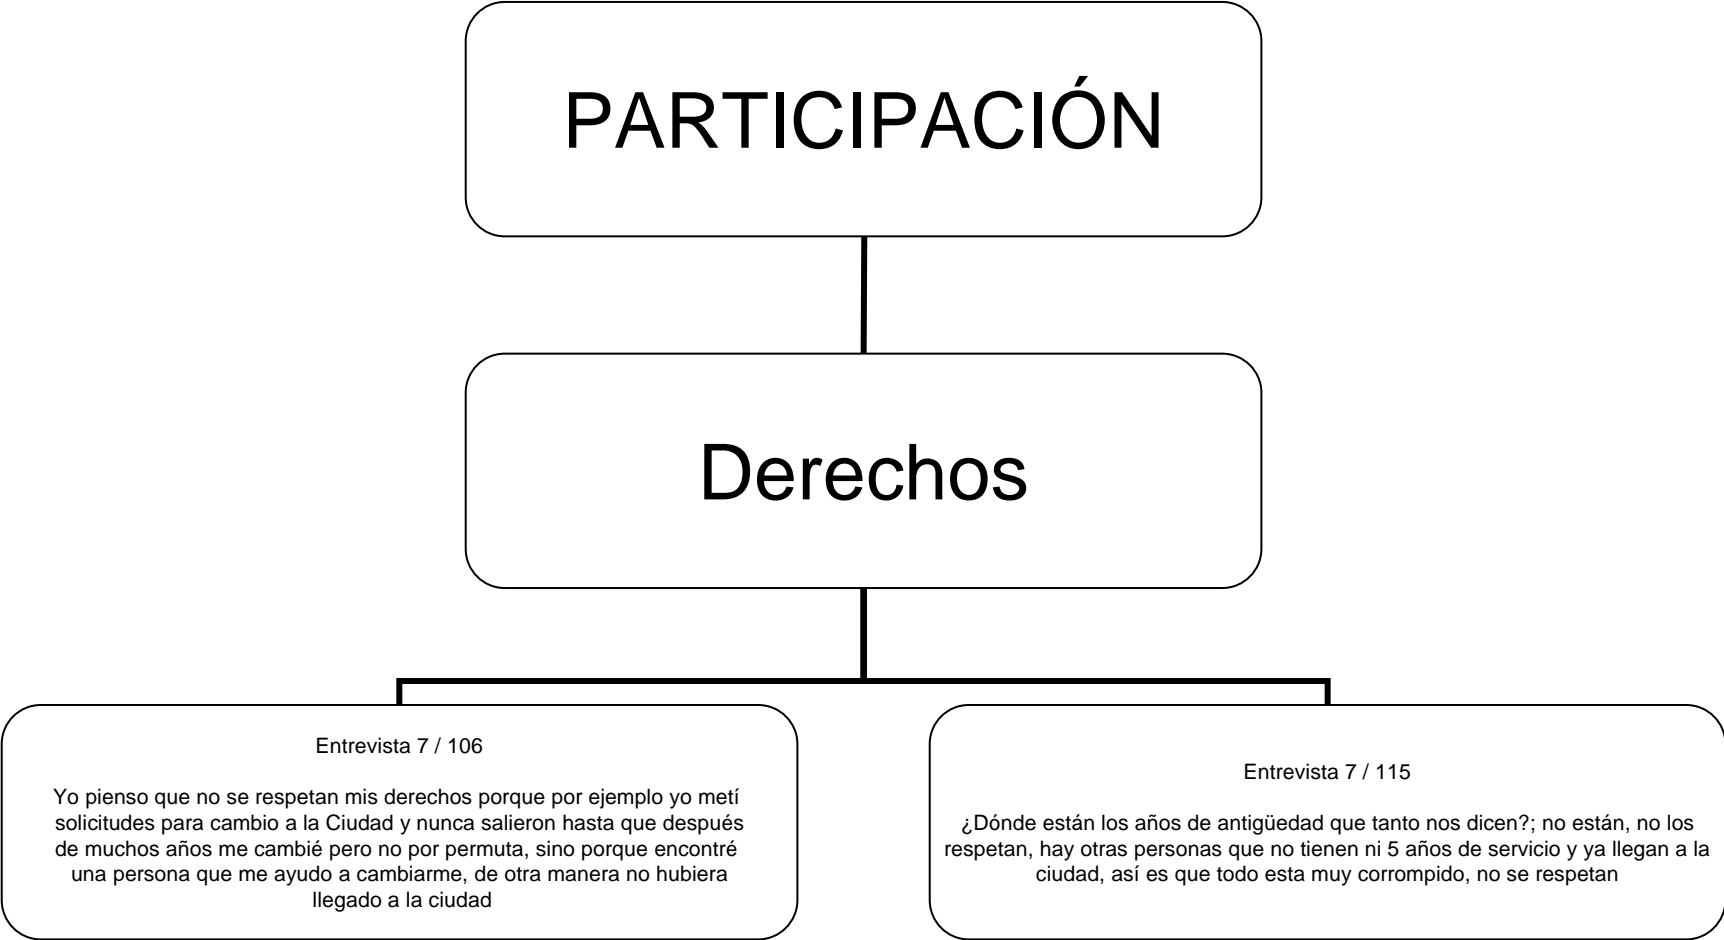 PARTICIPACIÓN
Derechos
Entrevista 7 / 106
Yo pienso que no se respetan mis derechos porque por ejemplo yo metí
solicitudes para cambio a la Ciudad y nunca salieron hasta que después
de muchos años me cambié pero no por permuta, sino porque encontré
una persona que me ayudo a cambiarme, de otra manera no hubiera
llegado a la ciudad
Entrevista 7 / 115
¿Dónde están los años de antigüedad que tanto nos dicen?; no están, no los
respetan, hay otras personas que no tienen ni 5 años de servicio y ya llegan a la
ciudad, así es que todo esta muy corrompido, no se respetan